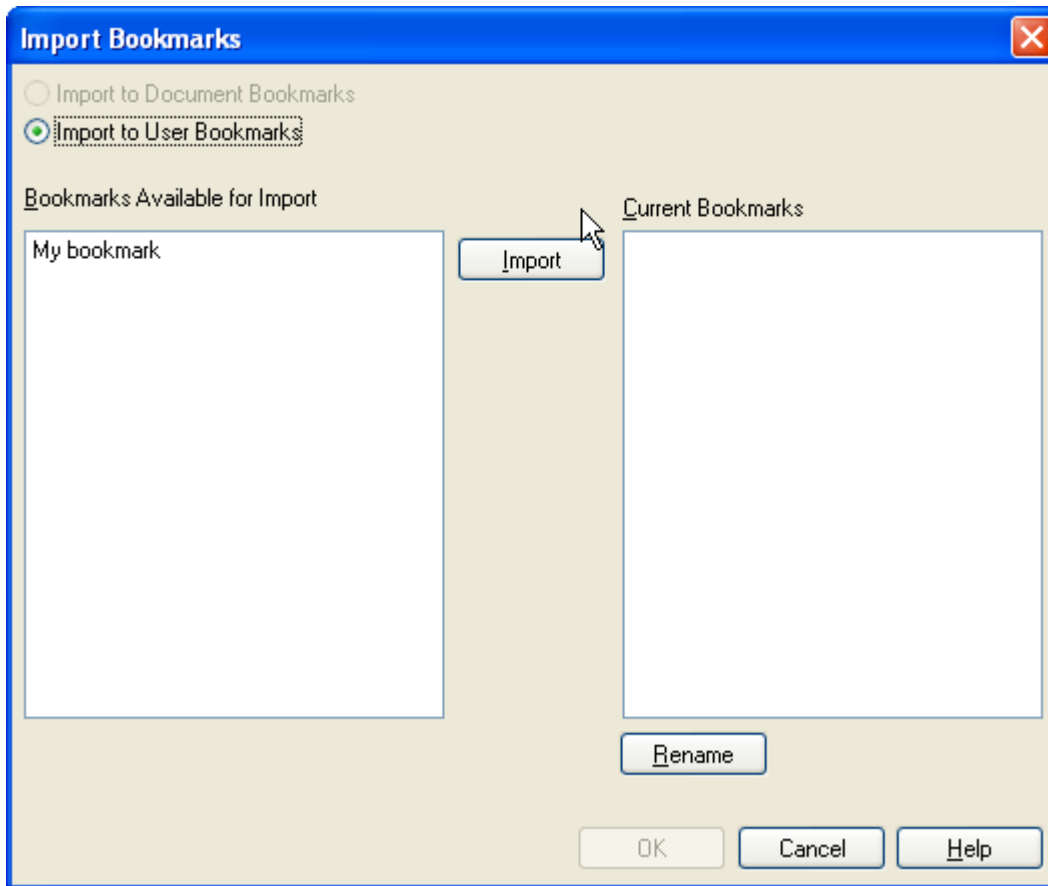 Import Bookmarks
Import to Document Bookmarks
Import to User Bookmarks
Bookmarks Available for Import
Current Bookmarks
My bookmark
Import
Rename
OK
Cancel
Help